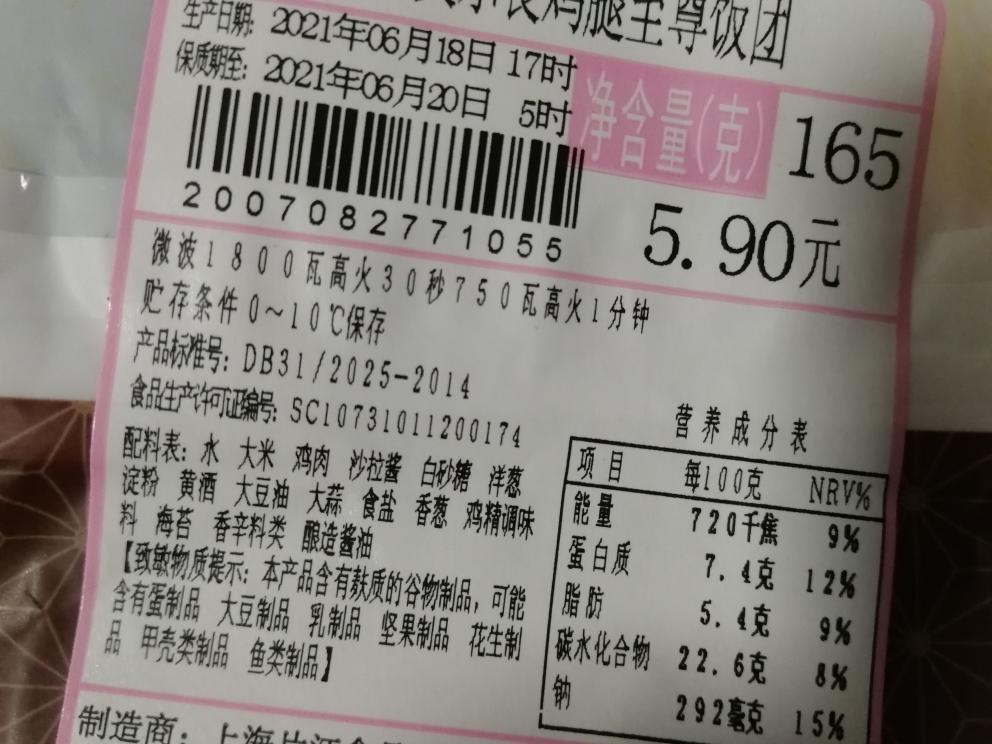 鸡腿至尊饭团
生产日期: 2021年06月18日 17时
保质期至: 2021年06月20日 5时
净含量(克) 165
2007082771055
5.90元
微波1800瓦高火30秒750瓦高火1分钟
贮存条件0~10℃保存
产品标准号: DB31/2025-2014
食品生产许可证编号: SC10731011200174
配料表: 水 大米 鸡肉 沙拉酱 白砂糖 洋葱
淀粉 黄酒 大豆油 大蒜 食盐 香葱 鸡精调味
料 海苔 香辛料类 酿造酱油
【致敏物质提示: 本产品含有麸质的谷物制品, 可能
含有蛋制品 大豆制品 乳制品 坚果制品 花生制
品 甲壳类制品 鱼类制品】
营养成分表
项目 每100克 NRV%
能量 720千焦 9%
蛋白质 7.4克 12%
脂肪 5.4克 9%
碳水化合物 22.6克 8%
钠 292毫克 15%
制造商: 上海